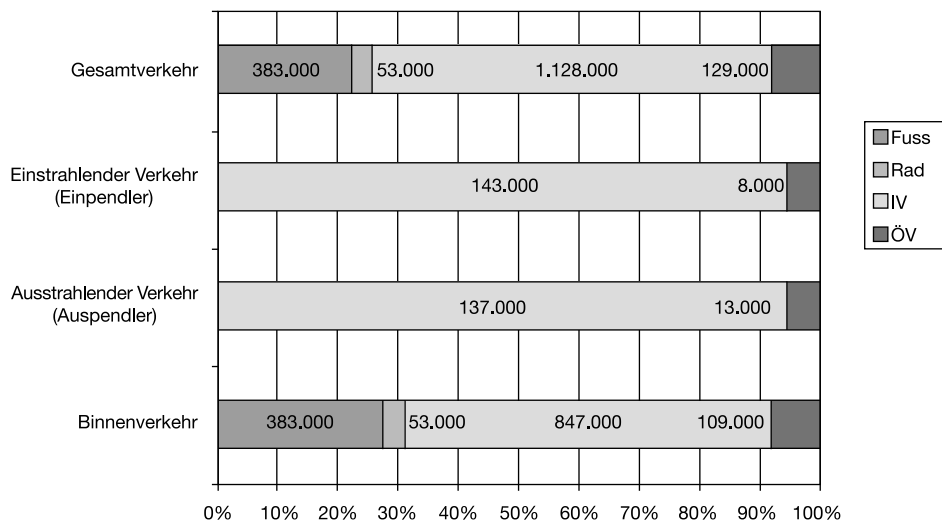 Gesamtverkehr
383.000 53.000 1.128.000 129.000
Einstrahlender Verkehr
(Einpendler)
143.000 8.000
Ausstrahlender Verkehr
(Auspendler)
137.000 13.000
Binnenverkehr
383.000 53.000 847.000 109.000
0% 10% 20% 30% 40% 50% 60% 70% 80% 90% 100%
Fuss
Rad
IV
ÖV